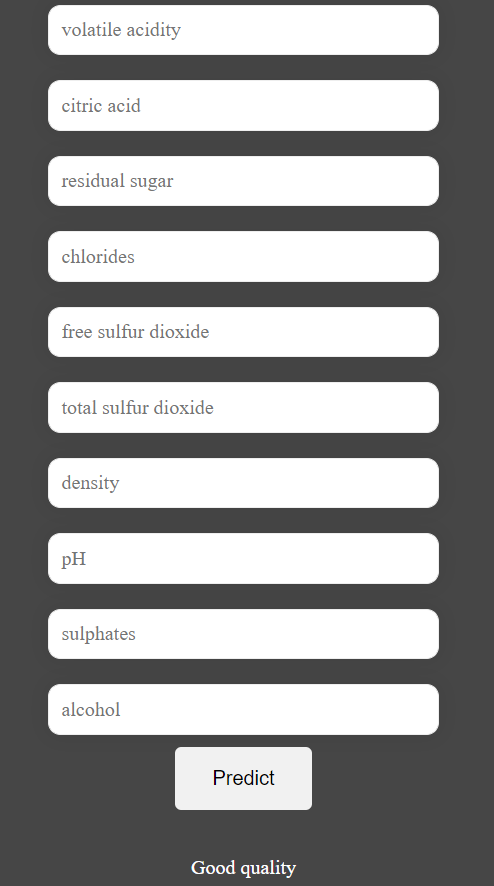 volatile acidity
citric acid
residual sugar
chlorides
free sulfur dioxide
total sulfur dioxide
density
pH
sulphates
alcohol
Predict
Good quality